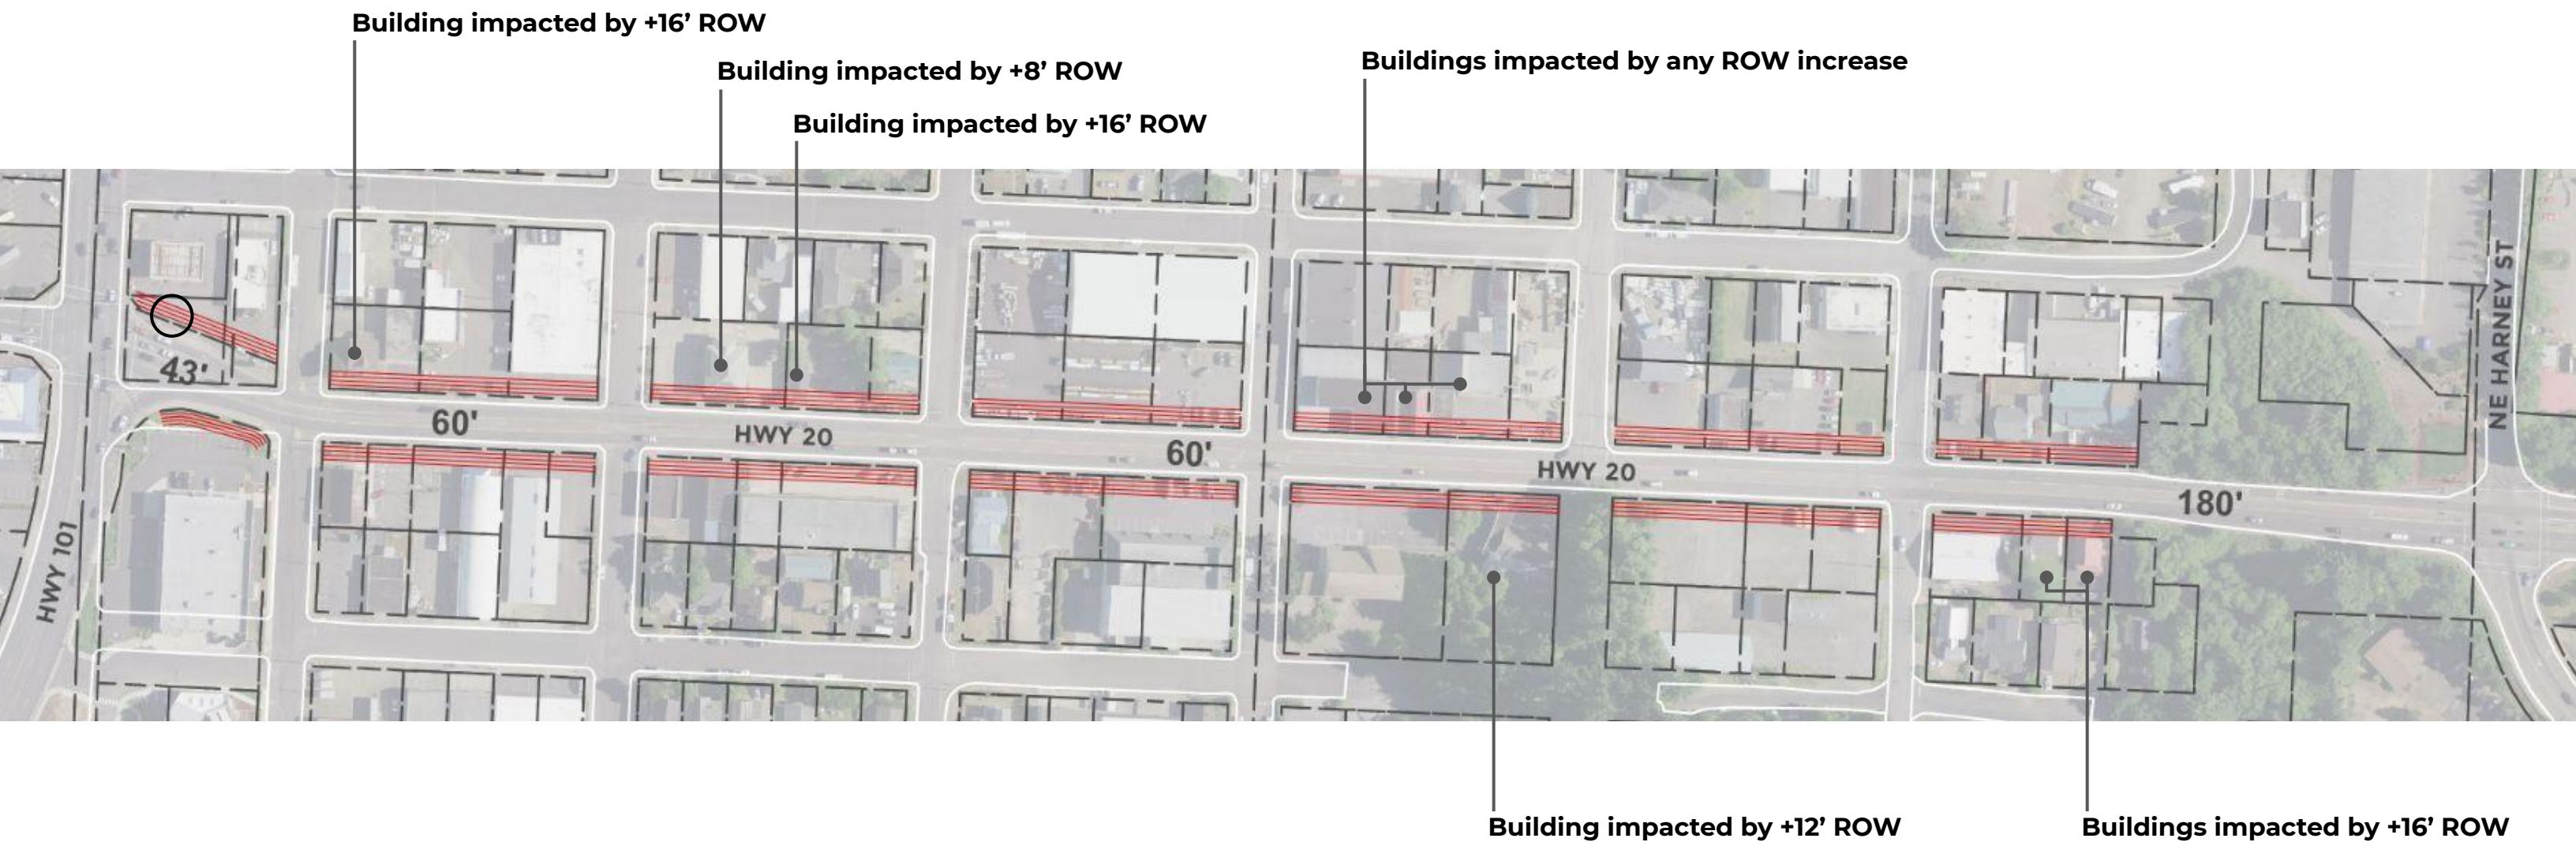 Building impacted by +16’ ROW
Building impacted by +8’ ROW
Buildings impacted by any ROW increase
Building impacted by +16’ ROW
NE HARNEY ST
43'
60'
HWY 20
60'
HWY 20
180'
HWY 101
Building impacted by +12’ ROW
Buildings impacted by +16’ ROW